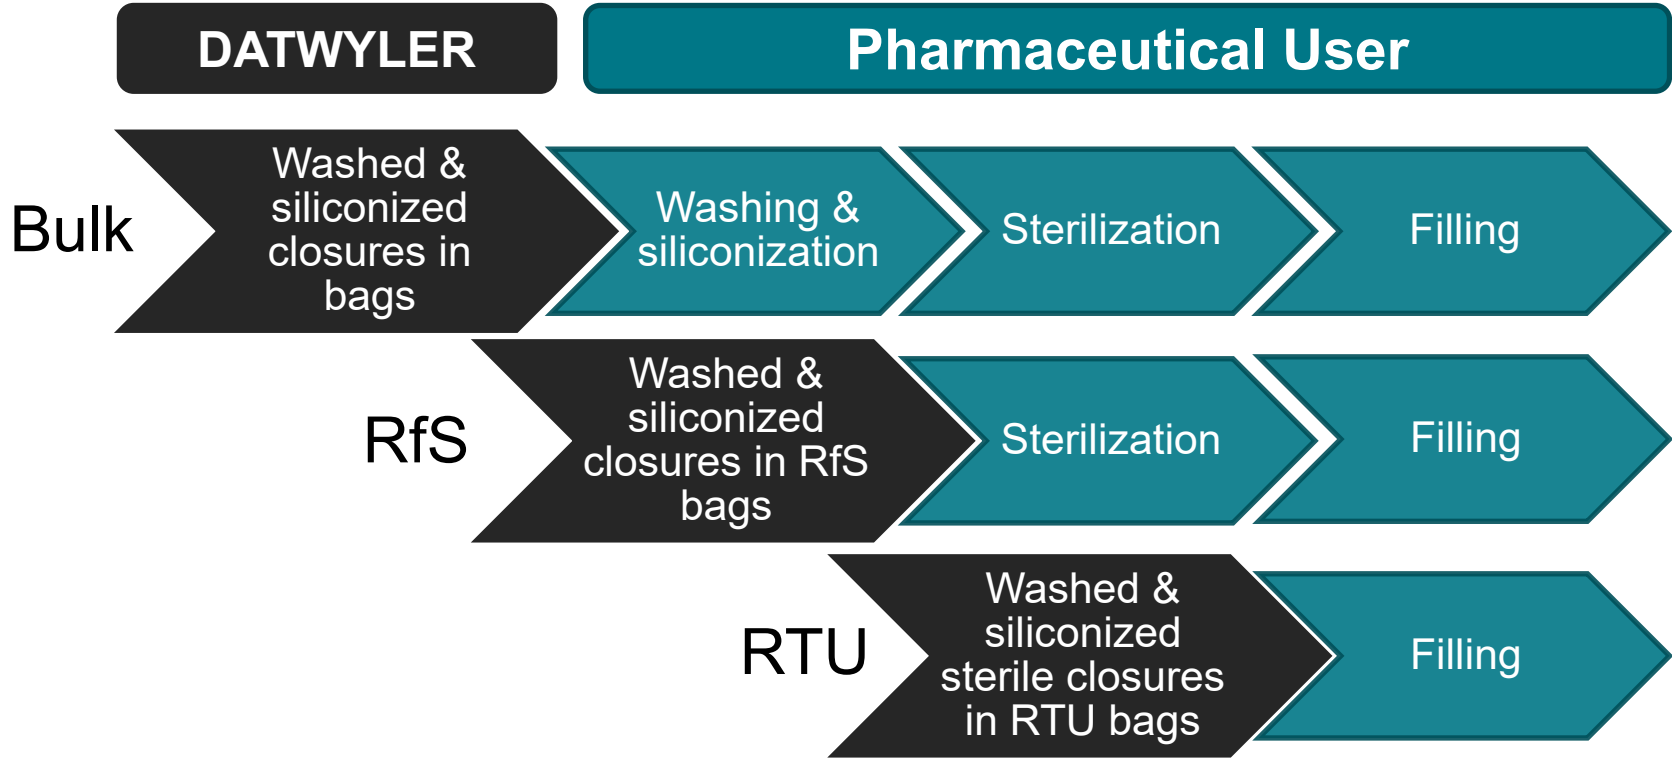 DATWYLER
Pharmaceutical User
Bulk
Washed &
siliconized
closures in
bags
Washing &
siliconization
Sterilization
Filling
RfS
Washed &
siliconized
closures in RfS
bags
Sterilization
Filling
RTU
Washed &
siliconized
sterile closures
in RTU bags
Filling